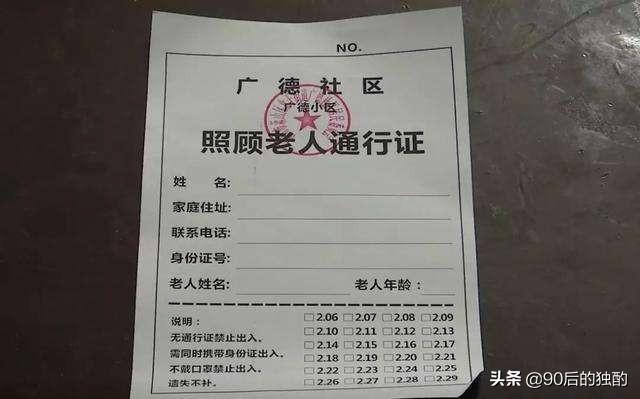 NO.
广德社区
广德小区
照顾老人通行证
姓 名:
家庭住址:
联系电话:
身份证号:
老人姓名: 老人年龄:
说明: □2.06 □2.07 □2.08 □2.09
无通行证禁止出入。 □2.10 □2.11 □2.12 □2.13
需同时携带身份证出入。 □2.14 □2.15 □2.16 □2.17
不戴口罩禁止出入。 □2.18 □2.19 □2.20 □2.21
遗失不补。 □2.22 □2.23 □2.24 □2.25
□2.26 □2.27 □2.28 □2.29
头条 @90后的独酌